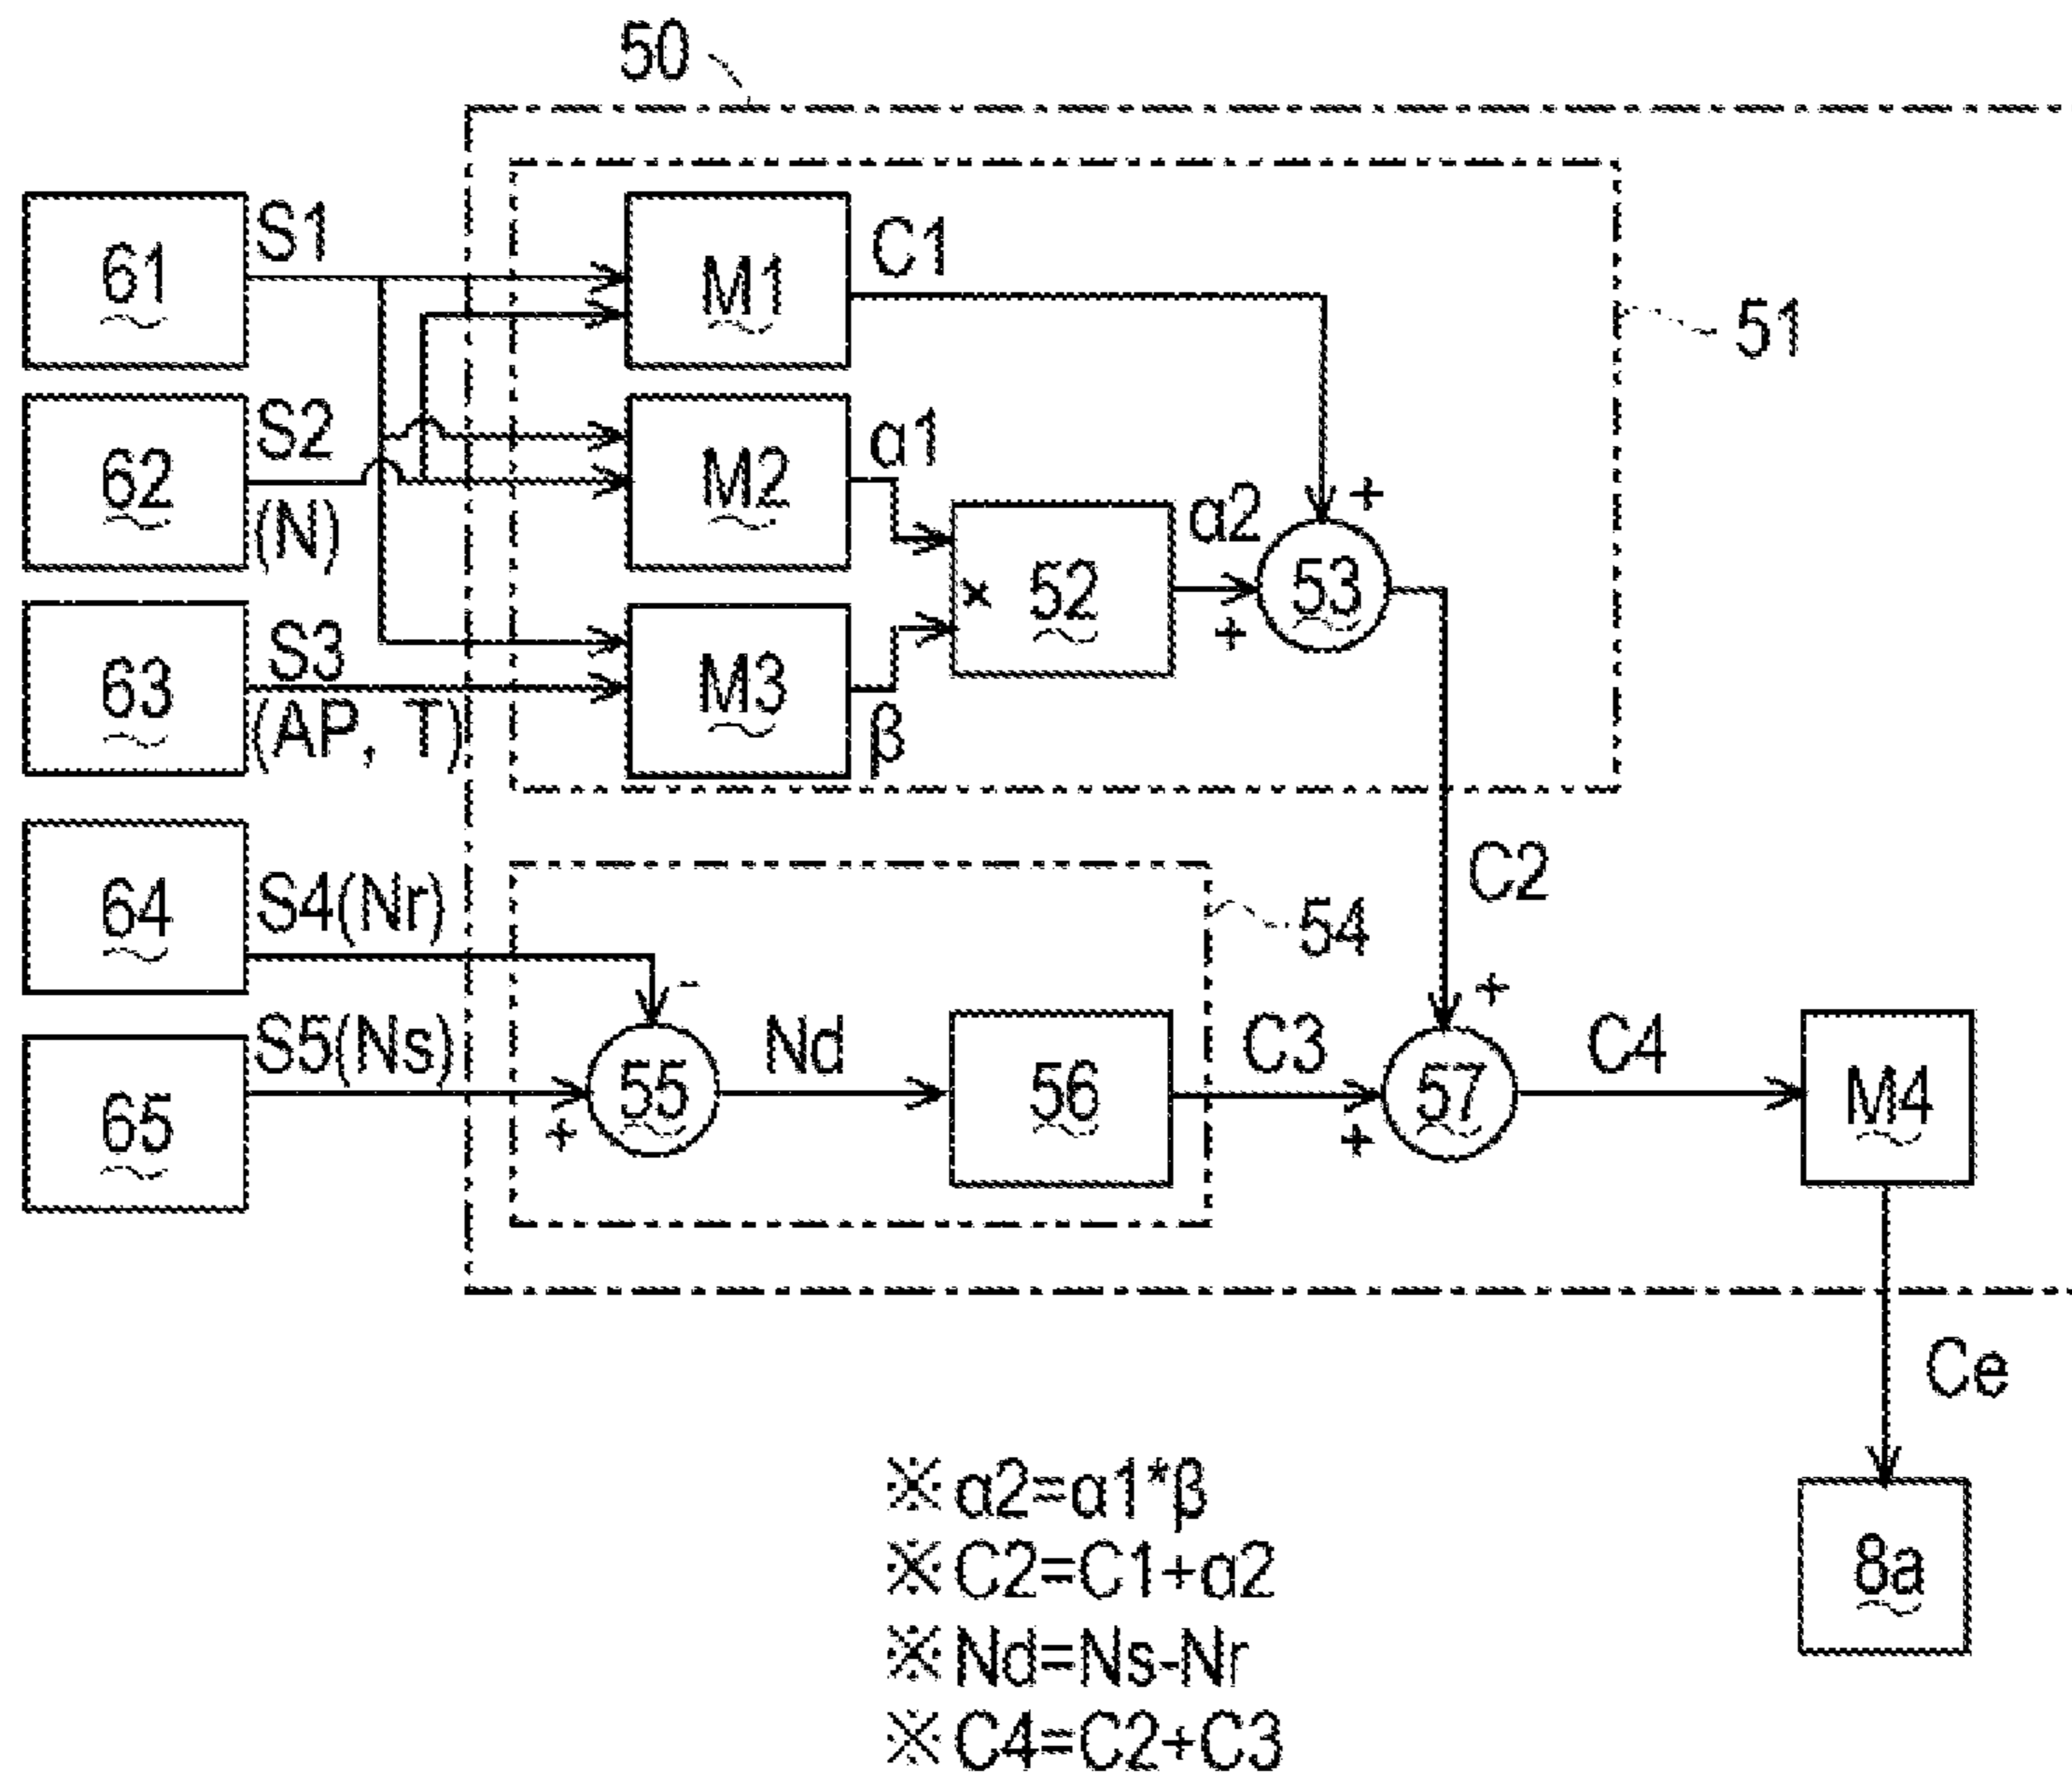 50
61
S1
M1
C1
51
62
S2
(N)
M2
α1
52
×
α2
+
+
53
63
S3
(AP, T)
M3
β
64
S4(Nr)
54
C2
65
S5(Ns)
-
+
55
Nd
56
C3
+
+
57
C4
M4
Ce
8a
※α2=α1*β
※C2=C1+α2
※Nd=Ns-Nr
※C4=C2+C3